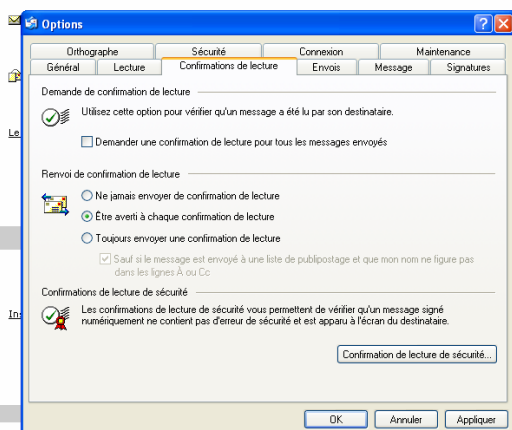 Options
Orthographe Sécurité Connexion Maintenance
Général Lecture Confirmations de lecture Envois Message Signatures
Demande de confirmation de lecture
Utilisez cette option pour vérifier qu'un message a été lu par son destinataire.
Demander une confirmation de lecture pour tous les messages envoyés
Renvoi de confirmation de lecture
Ne jamais envoyer de confirmation de lecture
Être averti à chaque confirmation de lecture
Toujours envoyer une confirmation de lecture
Sauf si le message est envoyé à une liste de publipostage et que mon nom ne figure pas
dans les lignes À ou Cc
Confirmations de lecture de sécurité
Les confirmations de lecture de sécurité vous permettent de vérifier qu'un message signé
numériquement ne contient pas d'erreur de sécurité et est apparu à l'écran du destinataire.
Confirmation de lecture de sécurité...
OK Annuler Appliquer
Le
In